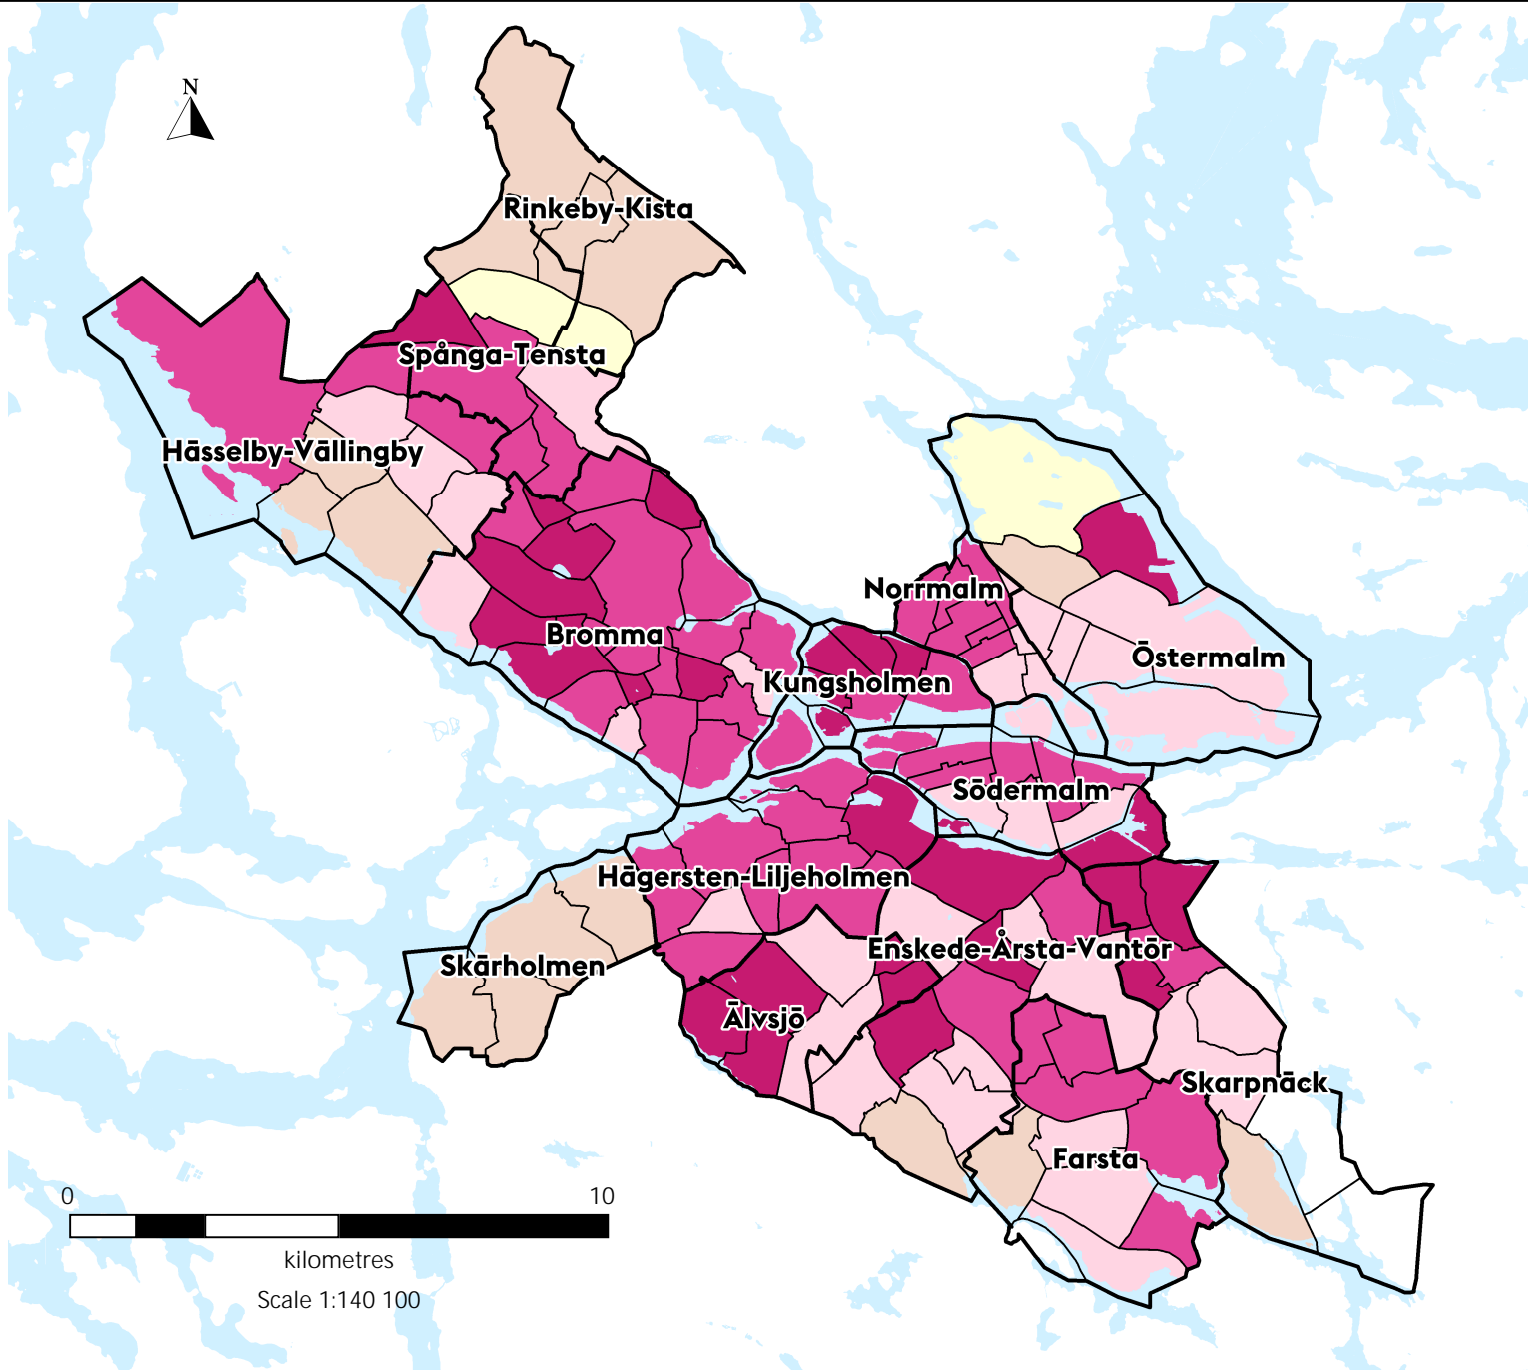 N
Rinkeby-Kista
Spånga-Tensta
Hässelby-Vällingby
Norrmalm
Bromma
Östermalm
Kungsholmen
Södermalm
Hägersten-Liljeholmen
Enskede-Årsta-Vantör
Skärholmen
Älvsjö
Skarpnäck
Farsta
0 10
kilometres
Scale 1:140 100